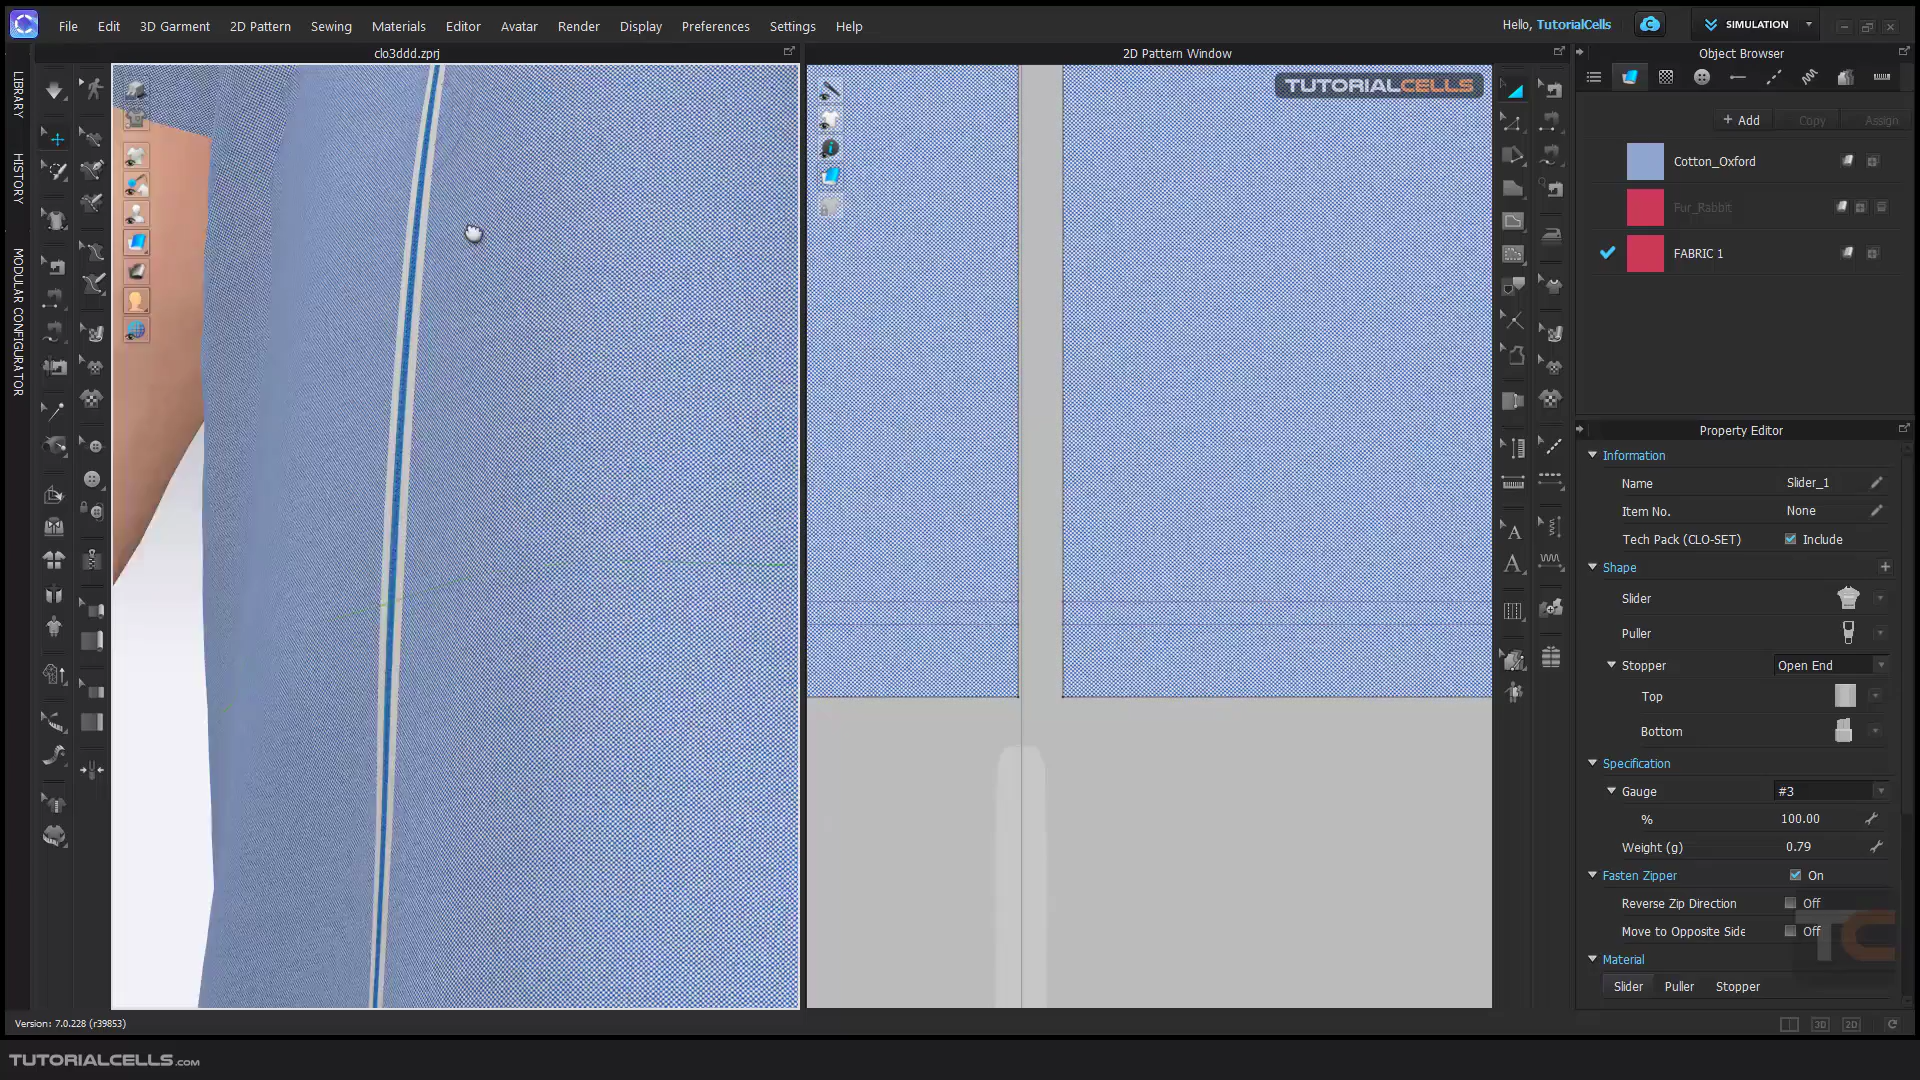 File Edit 3D Garment 2D Pattern Sewing Materials Editor Avatar Render Display Preferences Settings Help
Hello, TutorialCells
SIMULATION
clo3ddd.zprj
2D Pattern Window
Object Browser
LIBRARY
HISTORY
MODULAR CONFIGURATOR
TUTORIALCELLS
+ Add Copy Assign
Cotton_Oxford
Fur_Rabbit
FABRIC 1
Property Editor
Information
Name Slider_1
Item No. None
Tech Pack (CLO-SET) Include
Shape
Slider
Puller
Stopper Open End
Top
Bottom
Specification
Gauge #3
% 100.00
Weight (g) 0.79
Fasten Zipper On
Reverse Zip Direction Off
Move to Opposite Side Off
Material
Slider Puller Stopper
TC
Version: 7.0.228 (r39853)
3D 2D
TUTORIALCELLS.com